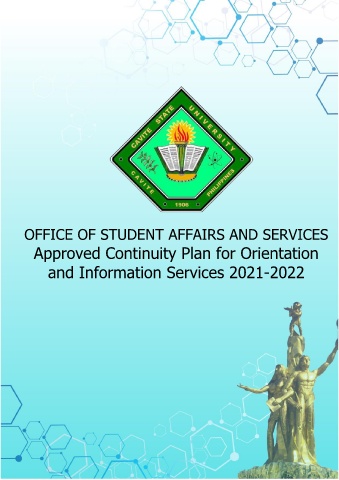 CAVITE STATE UNIVERSITY
CAVITE
PHILIPPINES
1906
OFFICE OF STUDENT AFFAIRS AND SERVICES
Approved Continuity Plan for Orientation
and Information Services 2021-2022